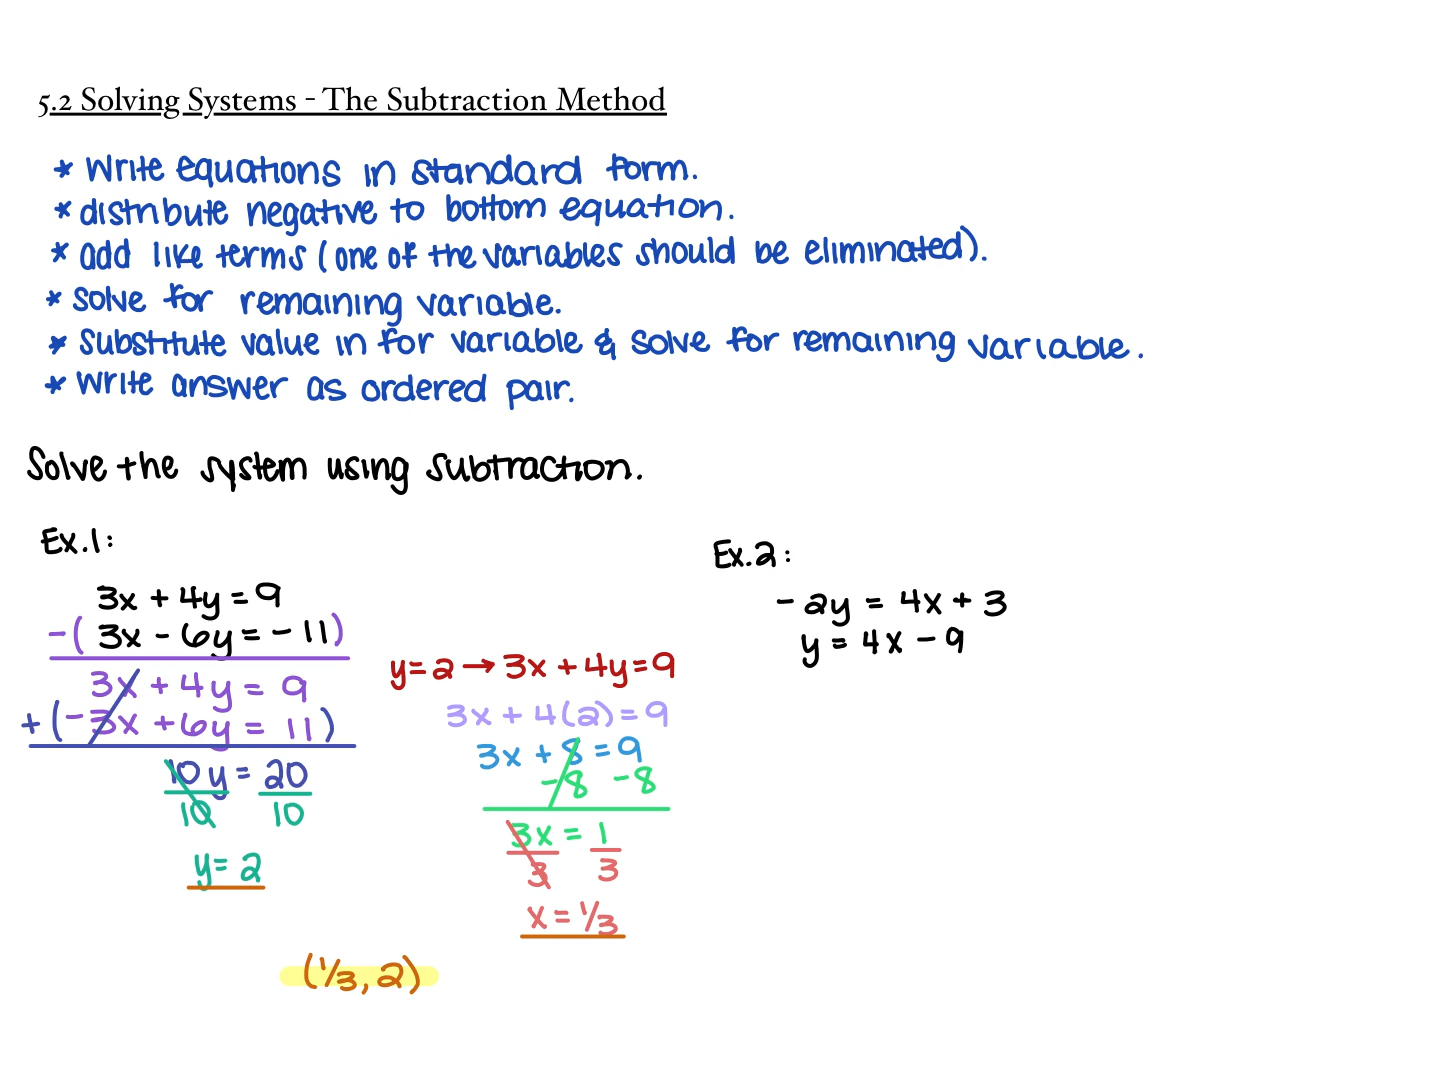 5.2 Solving Systems - The Subtraction Method
* Write equations in standard form.
* distribute negative to bottom equation.
* add like terms (one of the variables should be eliminated).
* Solve for remaining variable.
* Substitute value in for variable & solve for remaining variable.
* Write answer as ordered pair.
Solve the system using subtraction.
Ex.1:
3x + 4y = 9
-( 3x - 6y = -11)
3x + 4y = 9
+(-3x + 6y = 11)
10y = 20
10 10
y = 2
y=2 → 3x + 4y = 9
3x + 4(2) = 9
3x + 8 = 9
-8 -8
3x = 1
3 3
x = 1/3
(1/3, 2)
Ex.2:
-2y = 4x + 3
y = 4x - 9